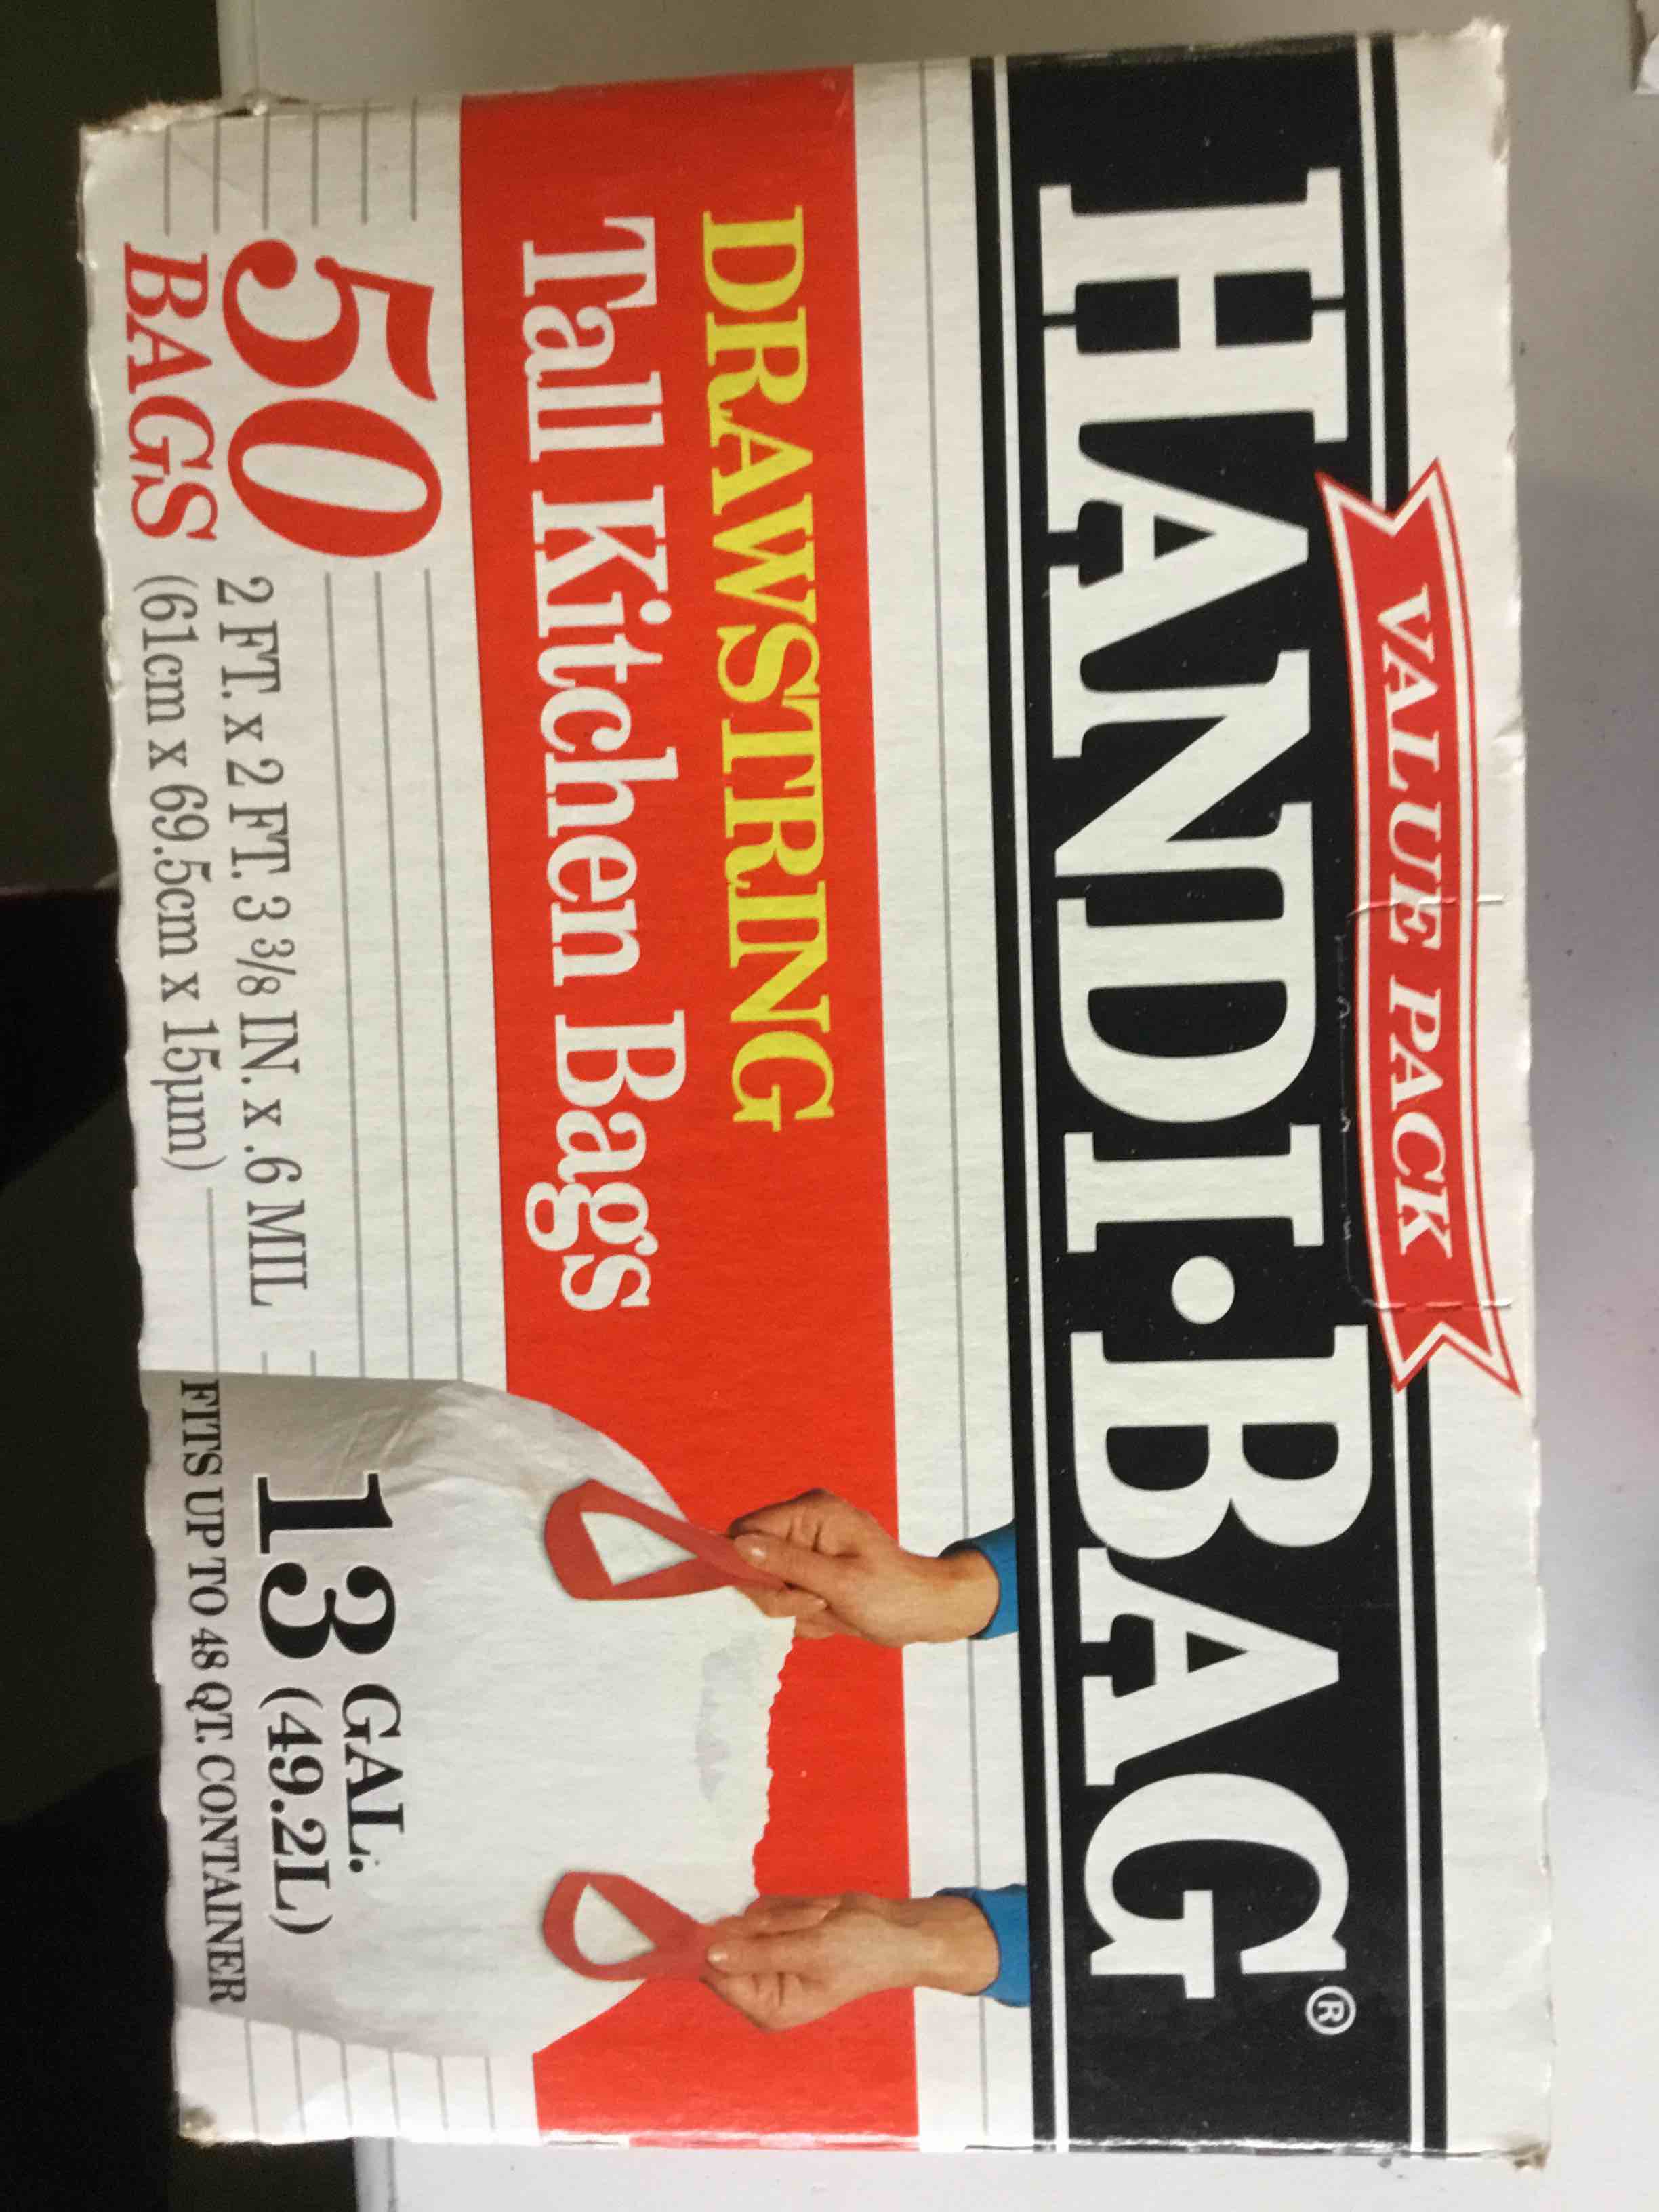 VALUE PACK
HANDI•BAG®
DRAWSTRING
Tall Kitchen Bags
50
BAGS
2 FT. x 2 FT. 3 3/8 IN. x .6 MIL
(61cm x 69.5cm x 15µm)
13 GAL.
(49.2L)
FITS UP TO 48 QT. CONTAINER